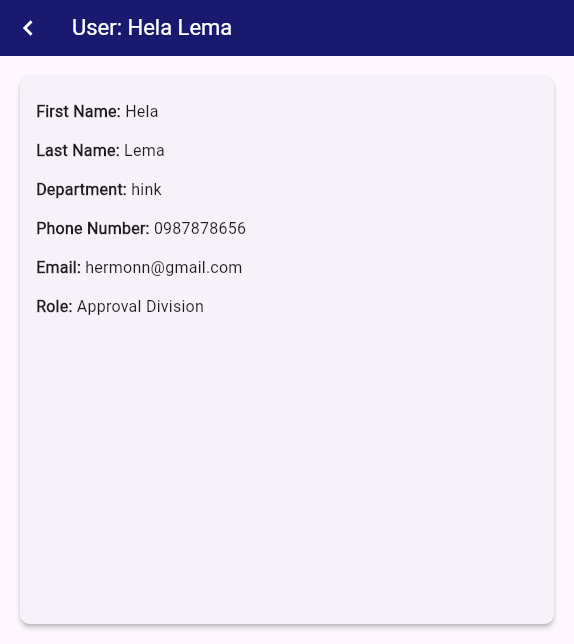 User: Hela Lema
First Name: Hela
Last Name: Lema
Department: hink
Phone Number: 0987878656
Email: hermonn@gmail.com
Role: Approval Division